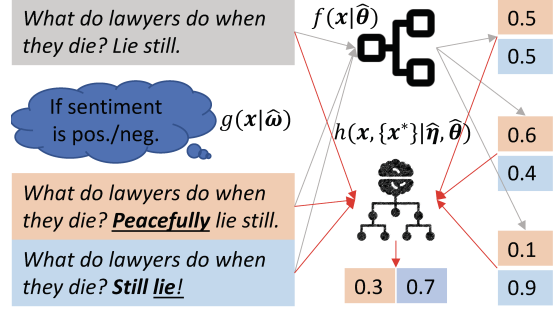 What do lawyers do when
they die? Lie still.
f(x|θ̂)
0.5
0.5
If sentiment
is pos./neg.
g(x|ω̂)
h(x, {x*}|η̂, θ̂)
0.6
0.4
What do lawyers do when
they die? Peacefully lie still.
What do lawyers do when
they die? Still lie!
0.3 0.7
0.1
0.9